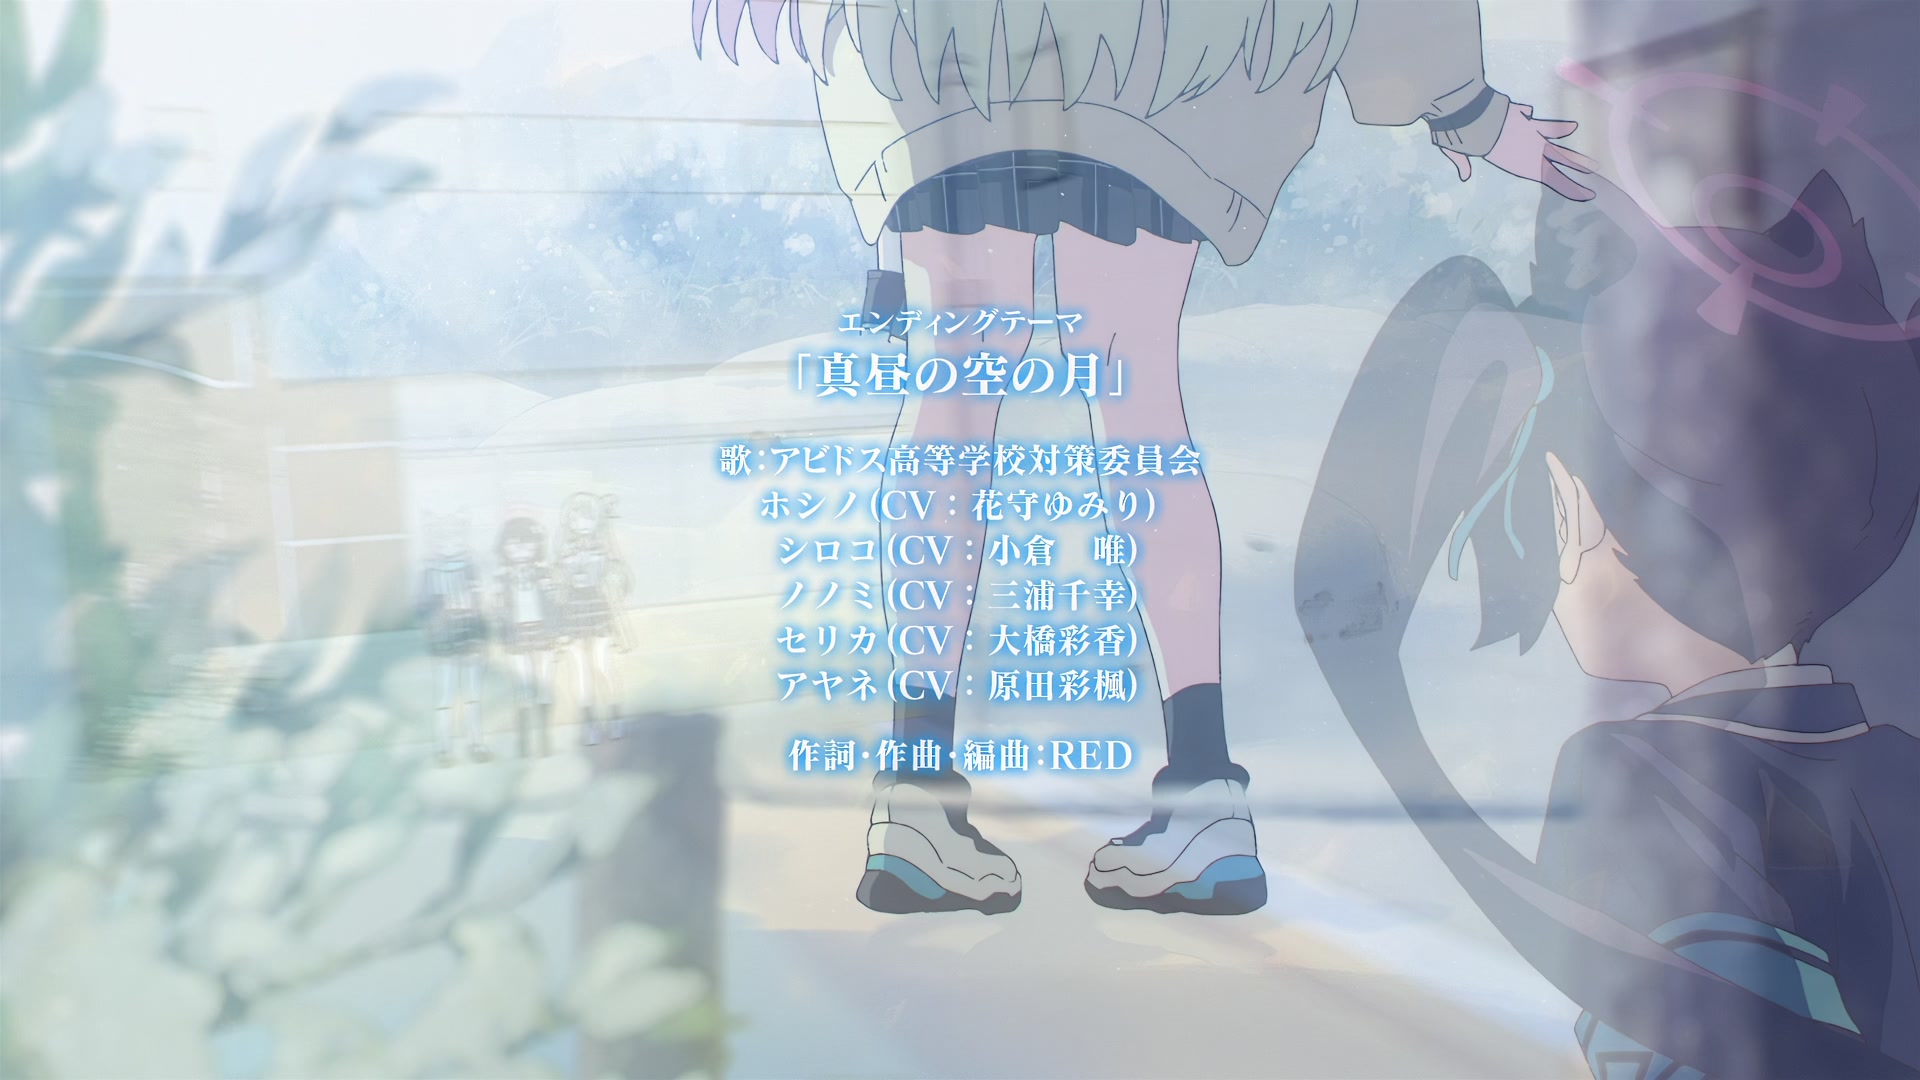 エンディングテーマ
「真昼の空の月」
歌：アビドス高等学校対策委員会
ホシノ（CV：花守ゆみり）
シロコ（CV：小倉　唯）
ノノミ（CV：三浦千幸）
セリカ（CV：大橋彩香）
アヤネ（CV：原田彩楓）
作詞・作曲・編曲：RED